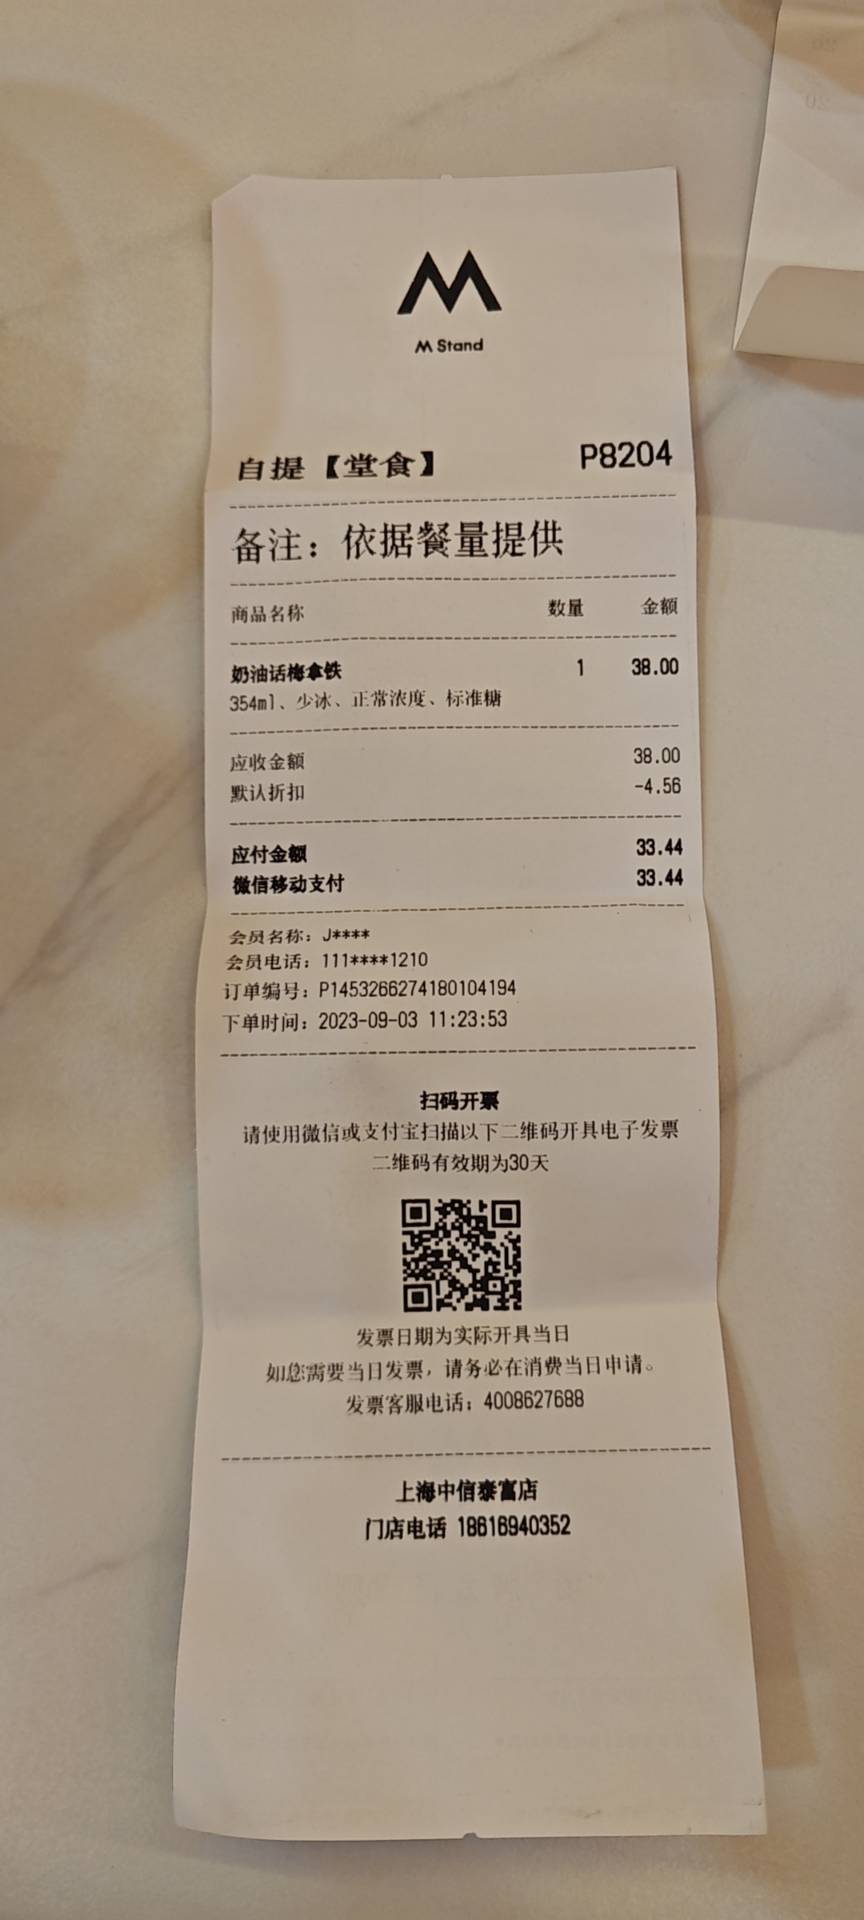 M Stand
自提【堂食】 P8204
备注：依据餐量提供
商品名称 数量 金额
奶油话梅拿铁 1 38.00
354ml、少冰、正常浓度、标准糖
应收金额 38.00
默认折扣 -4.56
应付金额 33.44
微信移动支付 33.44
会员名称：J****
会员电话：111****1210
订单编号：P1453266274180104194
下单时间：2023-09-03 11:23:53
扫码开票
请使用微信或支付宝扫描以下二维码开具电子发票
二维码有效期为30天
发票日期为实际开具当日
如您需要当日发票，请务必在消费当日申请。
发票客服电话：4008627688
上海中信泰富店
门店电话 18616940352